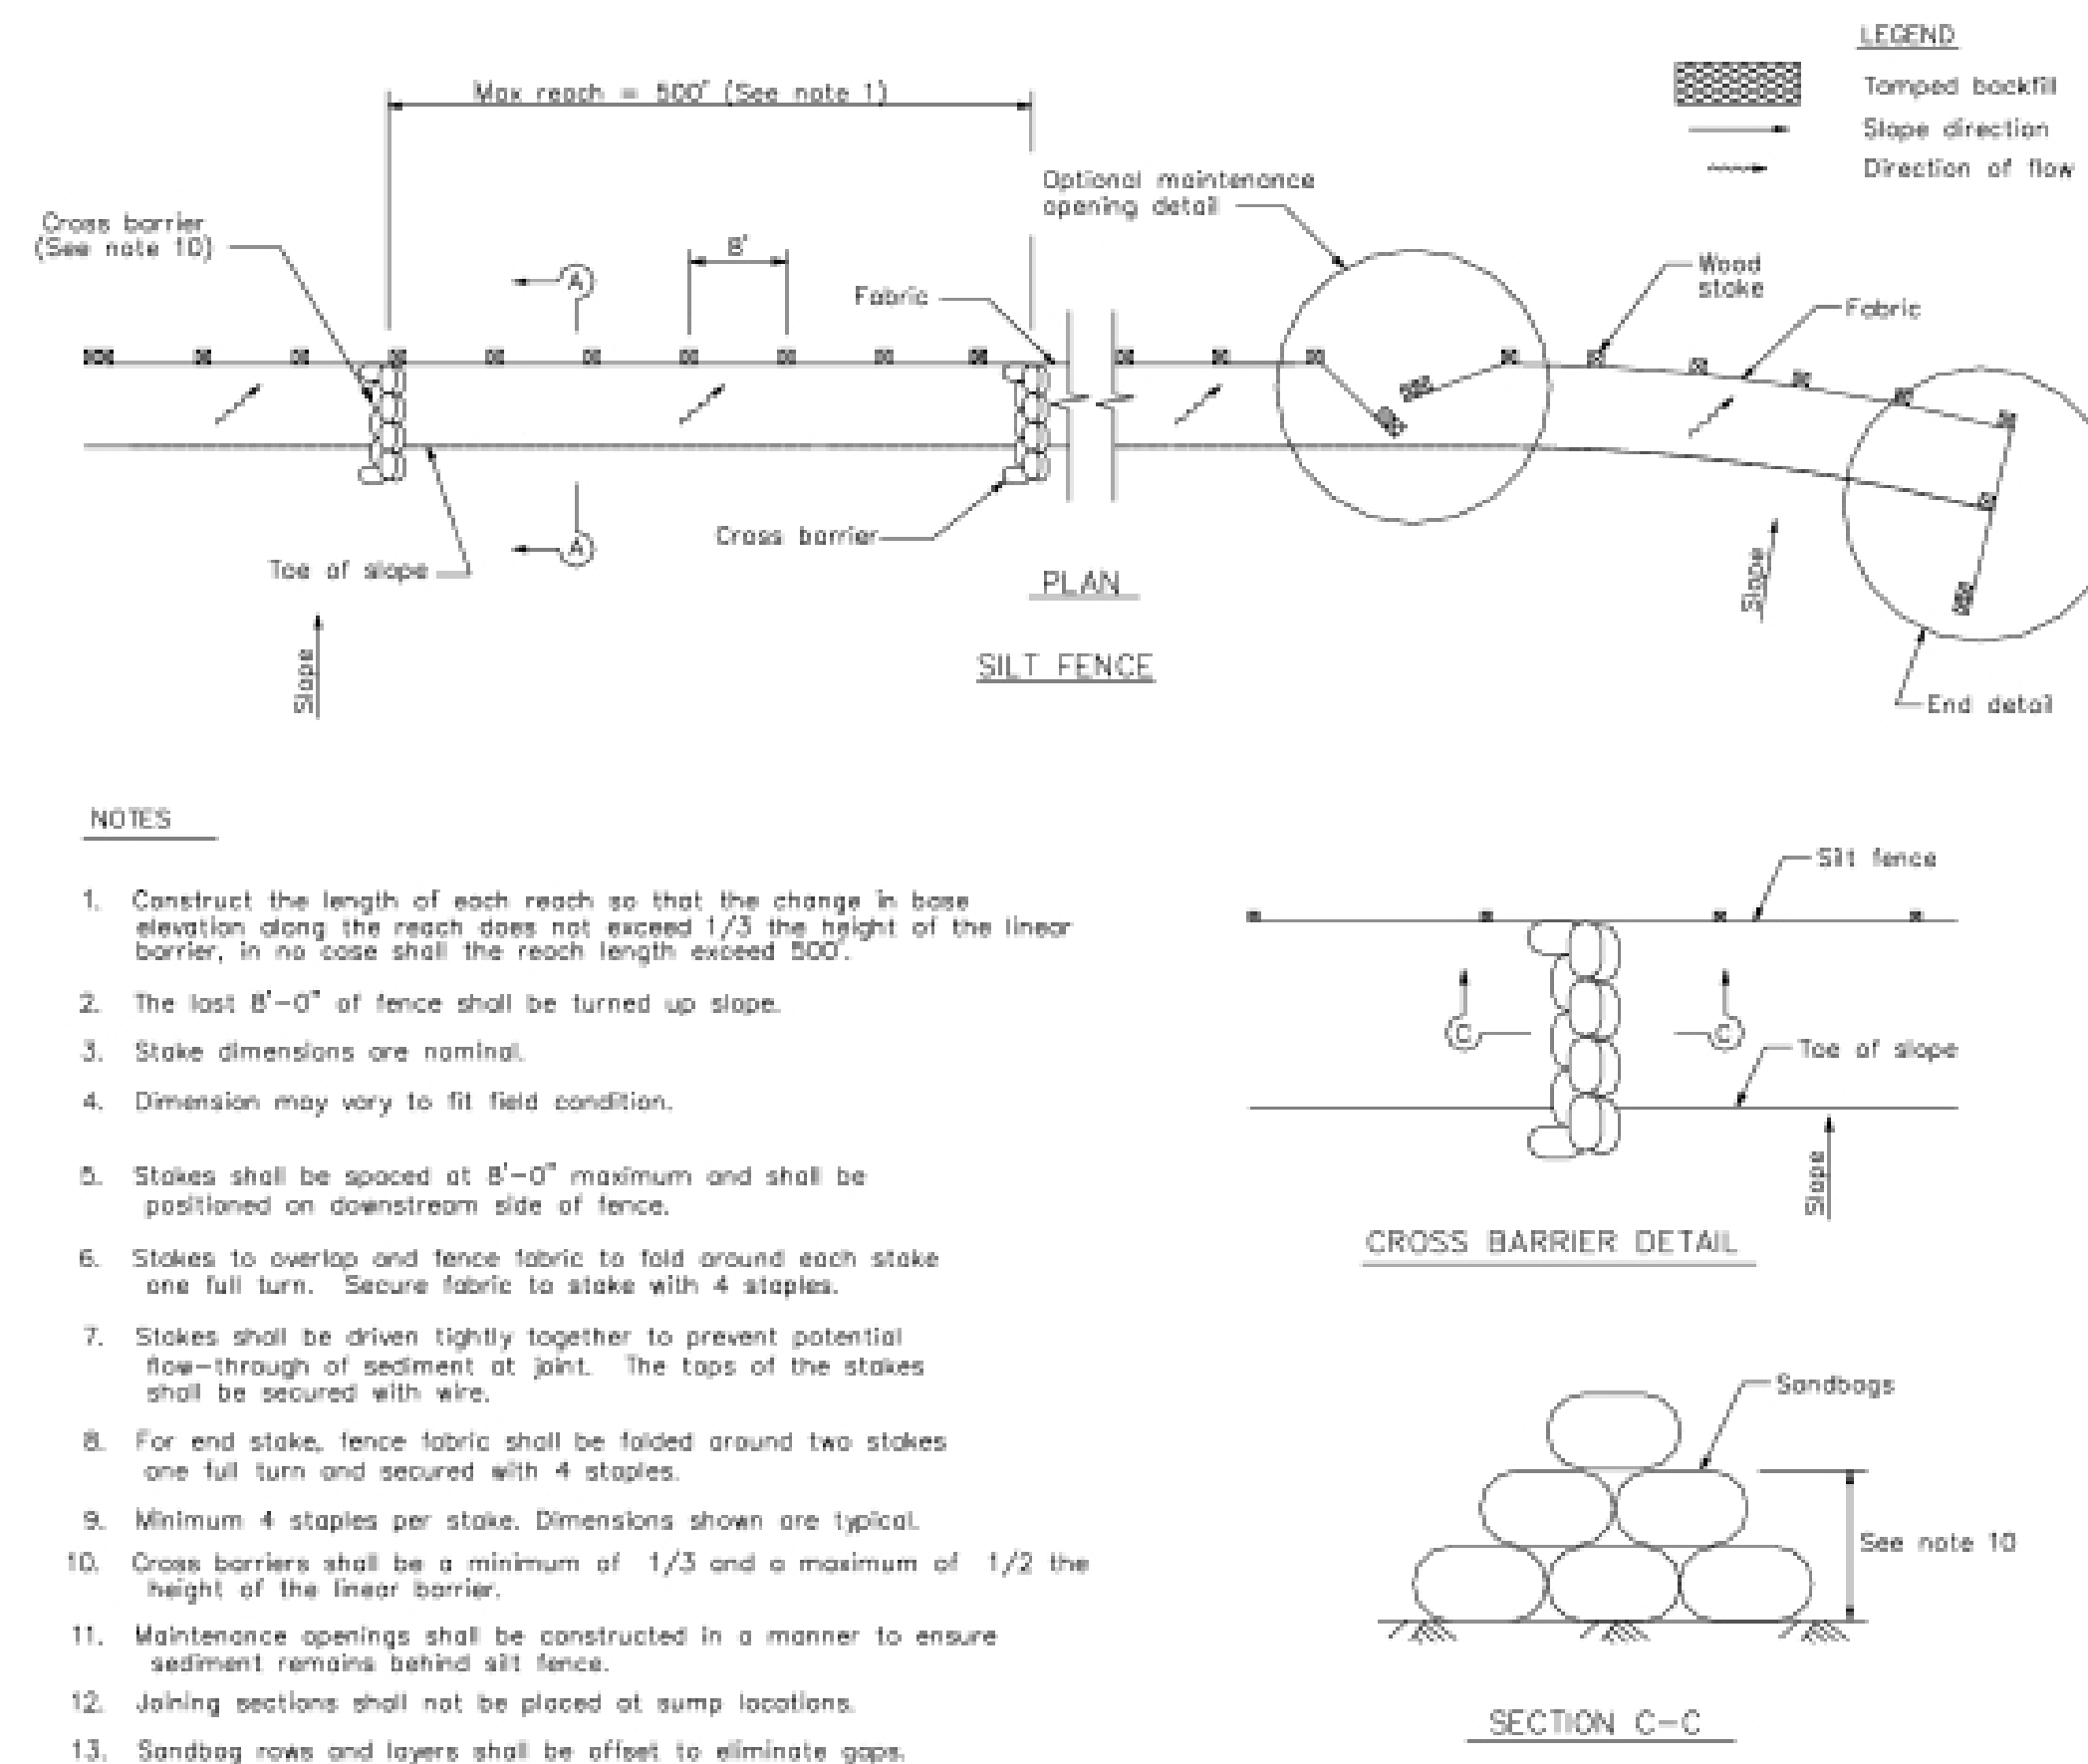 LEGEND
Tamped backfill
Slope direction
Direction of flow
Max reach = 500' (See note 1)
Optional maintenance
opening detail
Cross barrier
(See note 10)
8'
A
Fabric
Wood
stake
Fabric
Cross barrier
A
Toe of slope
PLAN
Slope
SILT FENCE
Slope
End detail
NOTES
1. Construct the length of each reach so that the change in base
elevation along the reach does not exceed 1/3 the height of the linear
barrier, in no case shall the reach length exceed 500'.
2. The last 8'-0" of fence shall be turned up slope.
3. Stake dimensions are nominal.
4. Dimension may vary to fit field condition.
5. Stakes shall be spaced at 8'-0" maximum and shall be
positioned on downstream side of fence.
6. Stakes to overlap and fence fabric to fold around each stake
one full turn. Secure fabric to stake with 4 staples.
7. Stakes shall be driven tightly together to prevent potential
flow-through of sediment at joint. The tops of the stakes
shall be secured with wire.
8. For end stake, fence fabric shall be folded around two stakes
one full turn and secured with 4 staples.
9. Minimum 4 staples per stake. Dimensions shown are typical.
10. Cross barriers shall be a minimum of 1/3 and a maximum of 1/2 the
height of the linear barrier.
11. Maintenance openings shall be constructed in a manner to ensure
sediment remains behind silt fence.
12. Joining sections shall not be placed at sump locations.
13. Sandbag rows and layers shall be offset to eliminate gaps.
Silt fence
C
C
Toe of slope
Slope
CROSS BARRIER DETAIL
Sandbags
See note 10
SECTION C-C